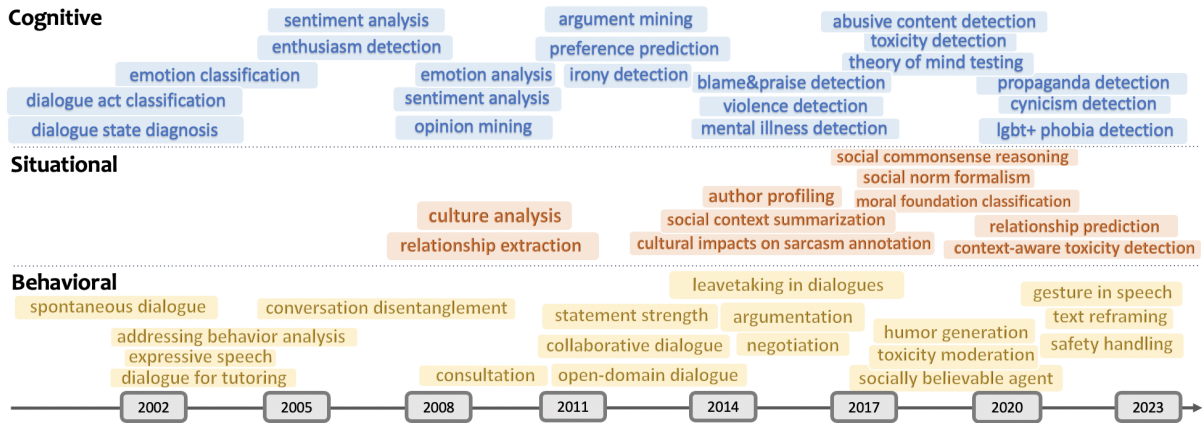 Cognitive
sentiment analysis
argument mining
abusive content detection
enthusiasm detection
preference prediction
toxicity detection
theory of mind testing
emotion classification
emotion analysis
irony detection
blame&praise detection
propaganda detection
dialogue act classification
sentiment analysis
violence detection
cynicism detection
dialogue state diagnosis
opinion mining
mental illness detection
lgbt+ phobia detection
Situational
social commonsense reasoning
social norm formalism
author profiling
moral foundation classification
culture analysis
social context summarization
relationship prediction
relationship extraction
cultural impacts on sarcasm annotation
context-aware toxicity detection
Behavioral
leavetaking in dialogues
gesture in speech
spontaneous dialogue
conversation disentanglement
statement strength
argumentation
text reframing
addressing behavior analysis
humor generation
collaborative dialogue
negotiation
safety handling
expressive speech
toxicity moderation
dialogue for tutoring
consultation
open-domain dialogue
socially believable agent
2002
2005
2008
2011
2014
2017
2020
2023